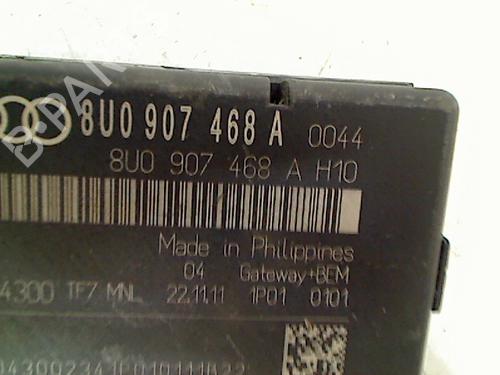 8U0 907 468 A 0044
8U0 907 468 A H10
Made in Philippines
04 Gateway+BEM
4300 TF7 MNL 22.11.11 1P01 0101